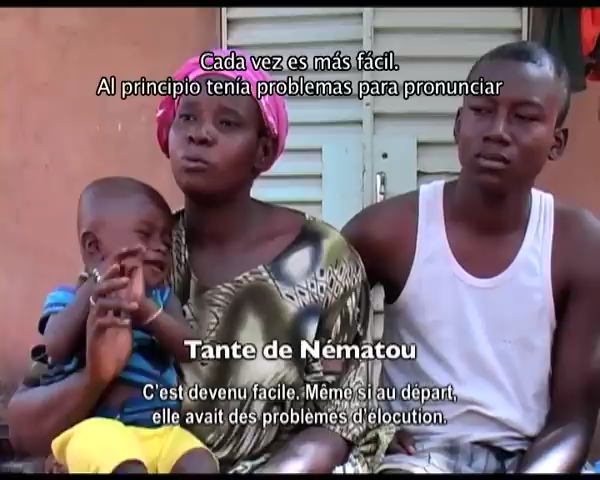 Cada vez es más fácil.
Al principio tenía problemas para pronunciar
Tante de Nématou
C'est devenu facile. Même si au départ,
elle avait des problèmes d'élocution.